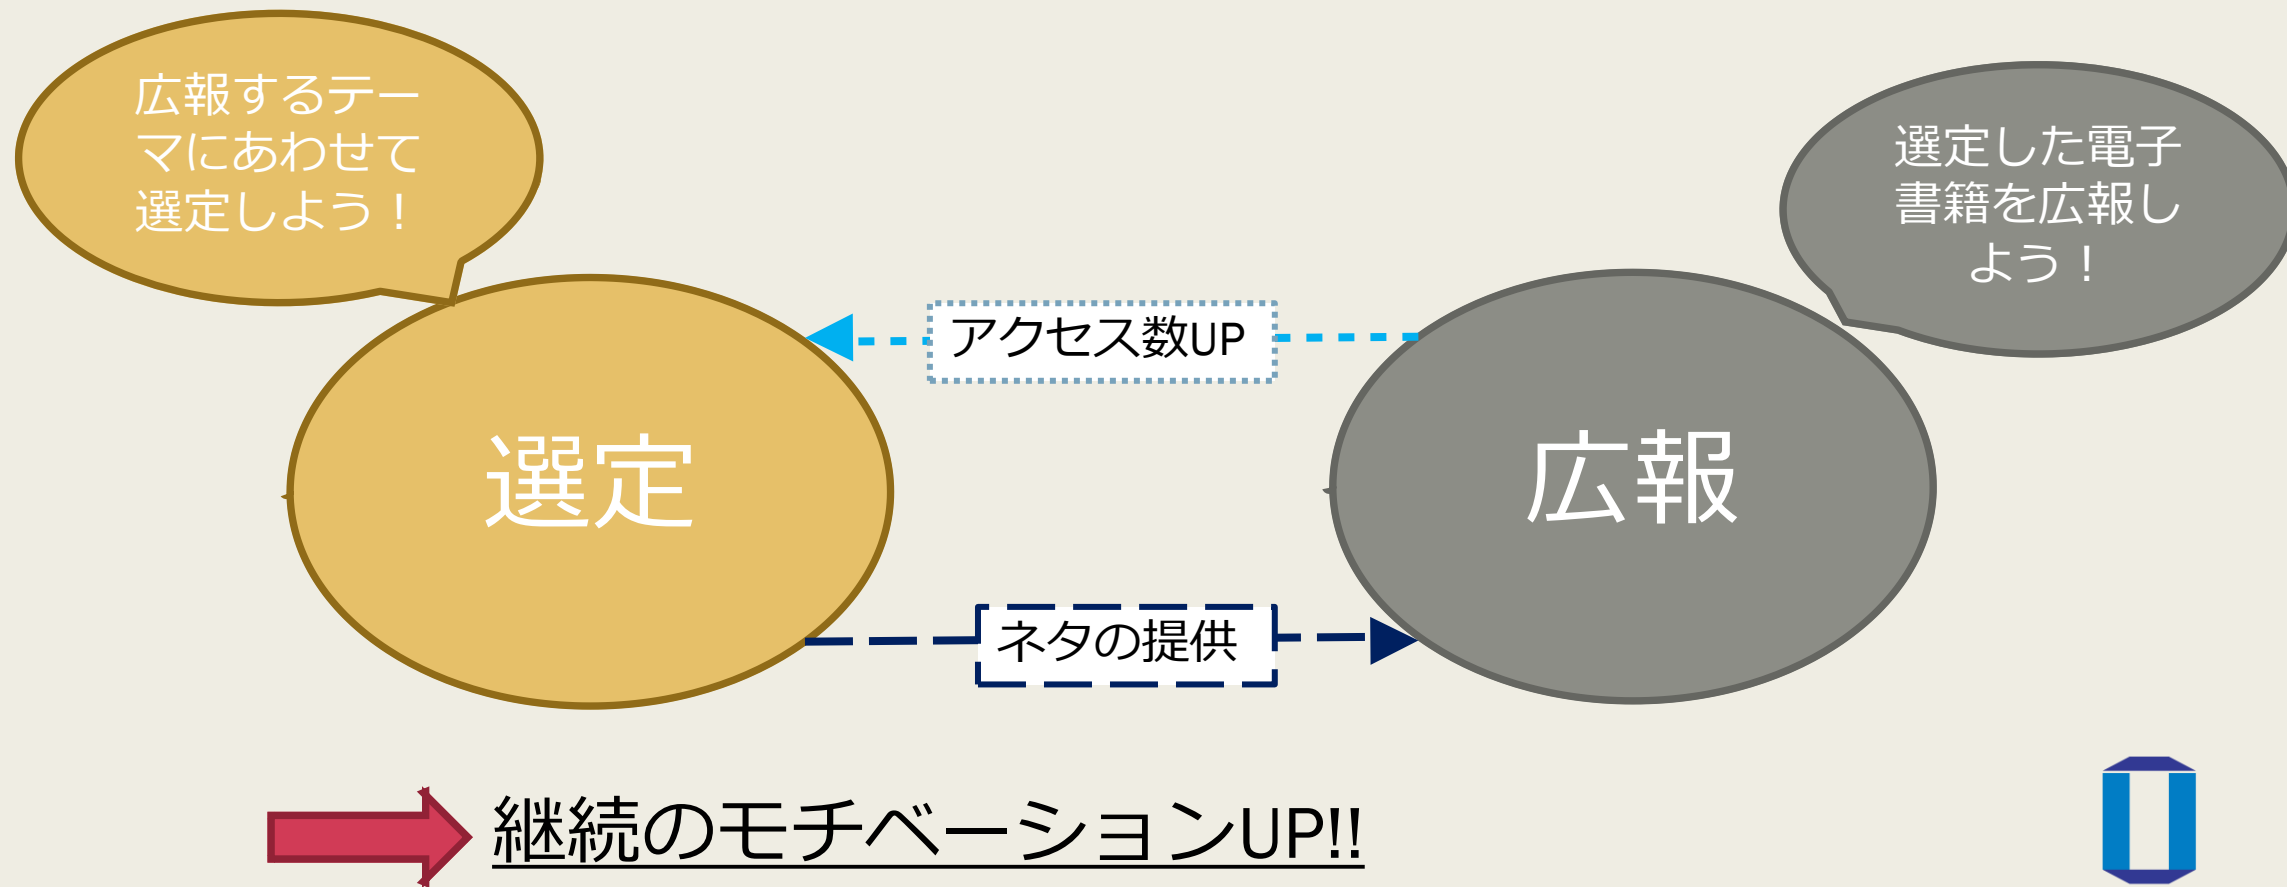 広報するテー
マにあわせて
選定しよう！
選定した電子
書籍を広報し
よう！
アクセス数UP
選定
広報
ネタの提供
継続のモチベーションUP!!